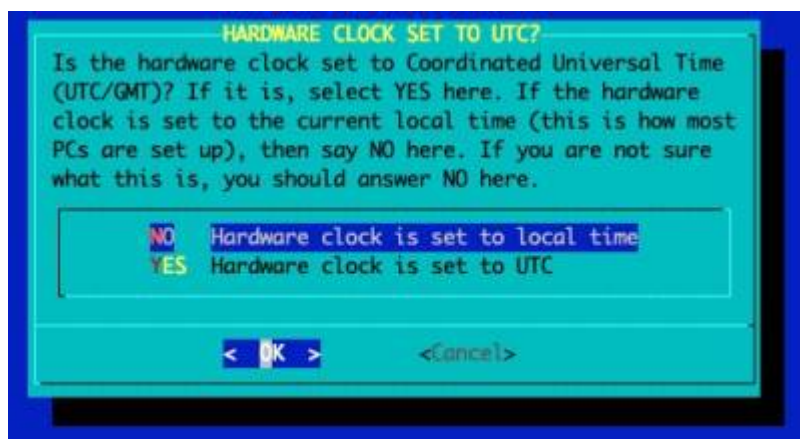 HARDWARE CLOCK SET TO UTC?
Is the hardware clock set to Coordinated Universal Time
(UTC/GMT)? If it is, select YES here. If the hardware
clock is set to the current local time (this is how most
PCs are set up), then say NO here. If you are not sure
what this is, you should answer NO here.
NO Hardware clock is set to local time
YES Hardware clock is set to UTC
< OK > <Cancel>